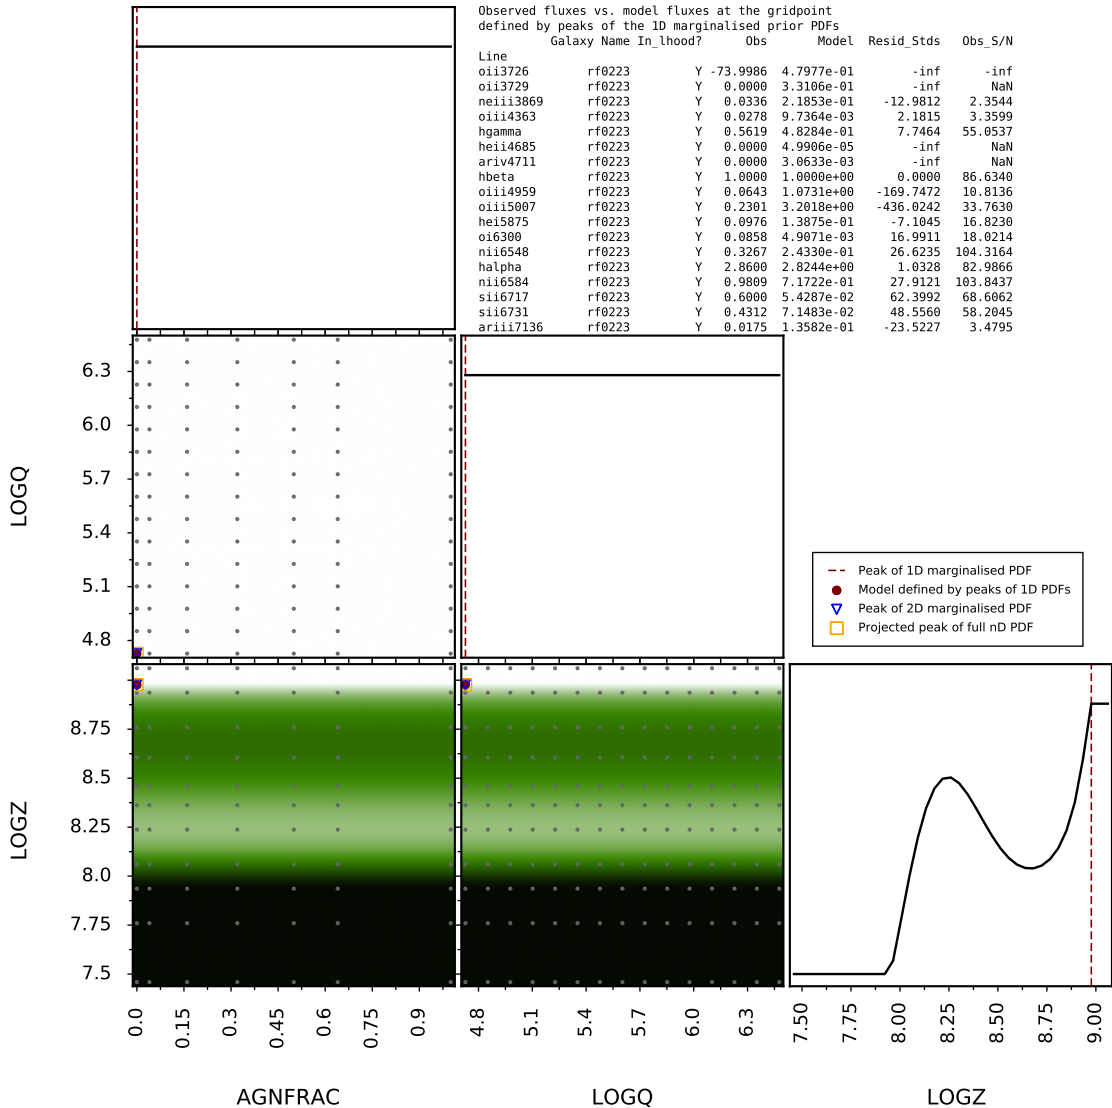 Observed fluxes vs. model fluxes at the gridpoint
defined by peaks of the 1D marginalised prior PDFs
Galaxy Name In_lhood? Obs Model Resid_Stds Obs_S/N
Line
oii3726 rf0223 Y -73.9986 4.7977e-01 -inf -inf
oii3729 rf0223 Y 0.0000 3.3106e-01 -inf NaN
neiii3869 rf0223 Y 0.0336 2.1853e-01 -12.9812 2.3544
oiii4363 rf0223 Y 0.0278 9.7364e-03 2.1815 3.3599
hgamma rf0223 Y 0.5619 4.8284e-01 7.7464 55.0537
heii4685 rf0223 Y 0.0000 4.9906e-05 -inf NaN
ariv4711 rf0223 Y 0.0000 3.0633e-03 -inf NaN
hbeta rf0223 Y 1.0000 1.0000e+00 0.0000 86.6340
oiii4959 rf0223 Y 0.0643 1.0731e+00 -169.7472 10.8136
oiii5007 rf0223 Y 0.2301 3.2018e+00 -436.0242 33.7630
hei5875 rf0223 Y 0.0976 1.3875e-01 -7.1045 16.8230
oi6300 rf0223 Y 0.0858 4.9071e-03 16.9911 18.0214
nii6548 rf0223 Y 0.3267 2.4330e-01 26.6235 104.3164
halpha rf0223 Y 2.8600 2.8244e+00 1.0328 82.9866
nii6584 rf0223 Y 0.9809 7.1722e-01 27.9121 103.8437
sii6717 rf0223 Y 0.6000 5.4287e-02 62.3992 68.6062
sii6731 rf0223 Y 0.4312 7.1483e-02 48.5560 58.2045
ariii7136 rf0223 Y 0.0175 1.3582e-01 -23.5227 3.4795
6.3
6.0
5.7
5.4
5.1
4.8
LOGQ
Peak of 1D marginalised PDF
Model defined by peaks of 1D PDFs
Peak of 2D marginalised PDF
Projected peak of full nD PDF
8.75
8.5
8.25
8.0
7.75
7.5
LOGZ
0.0 0.15 0.3 0.45 0.6 0.75 0.9
4.8 5.1 5.4 5.7 6.0 6.3
7.50 7.75 8.00 8.25 8.50 8.75 9.00
AGNFRAC LOGQ LOGZ